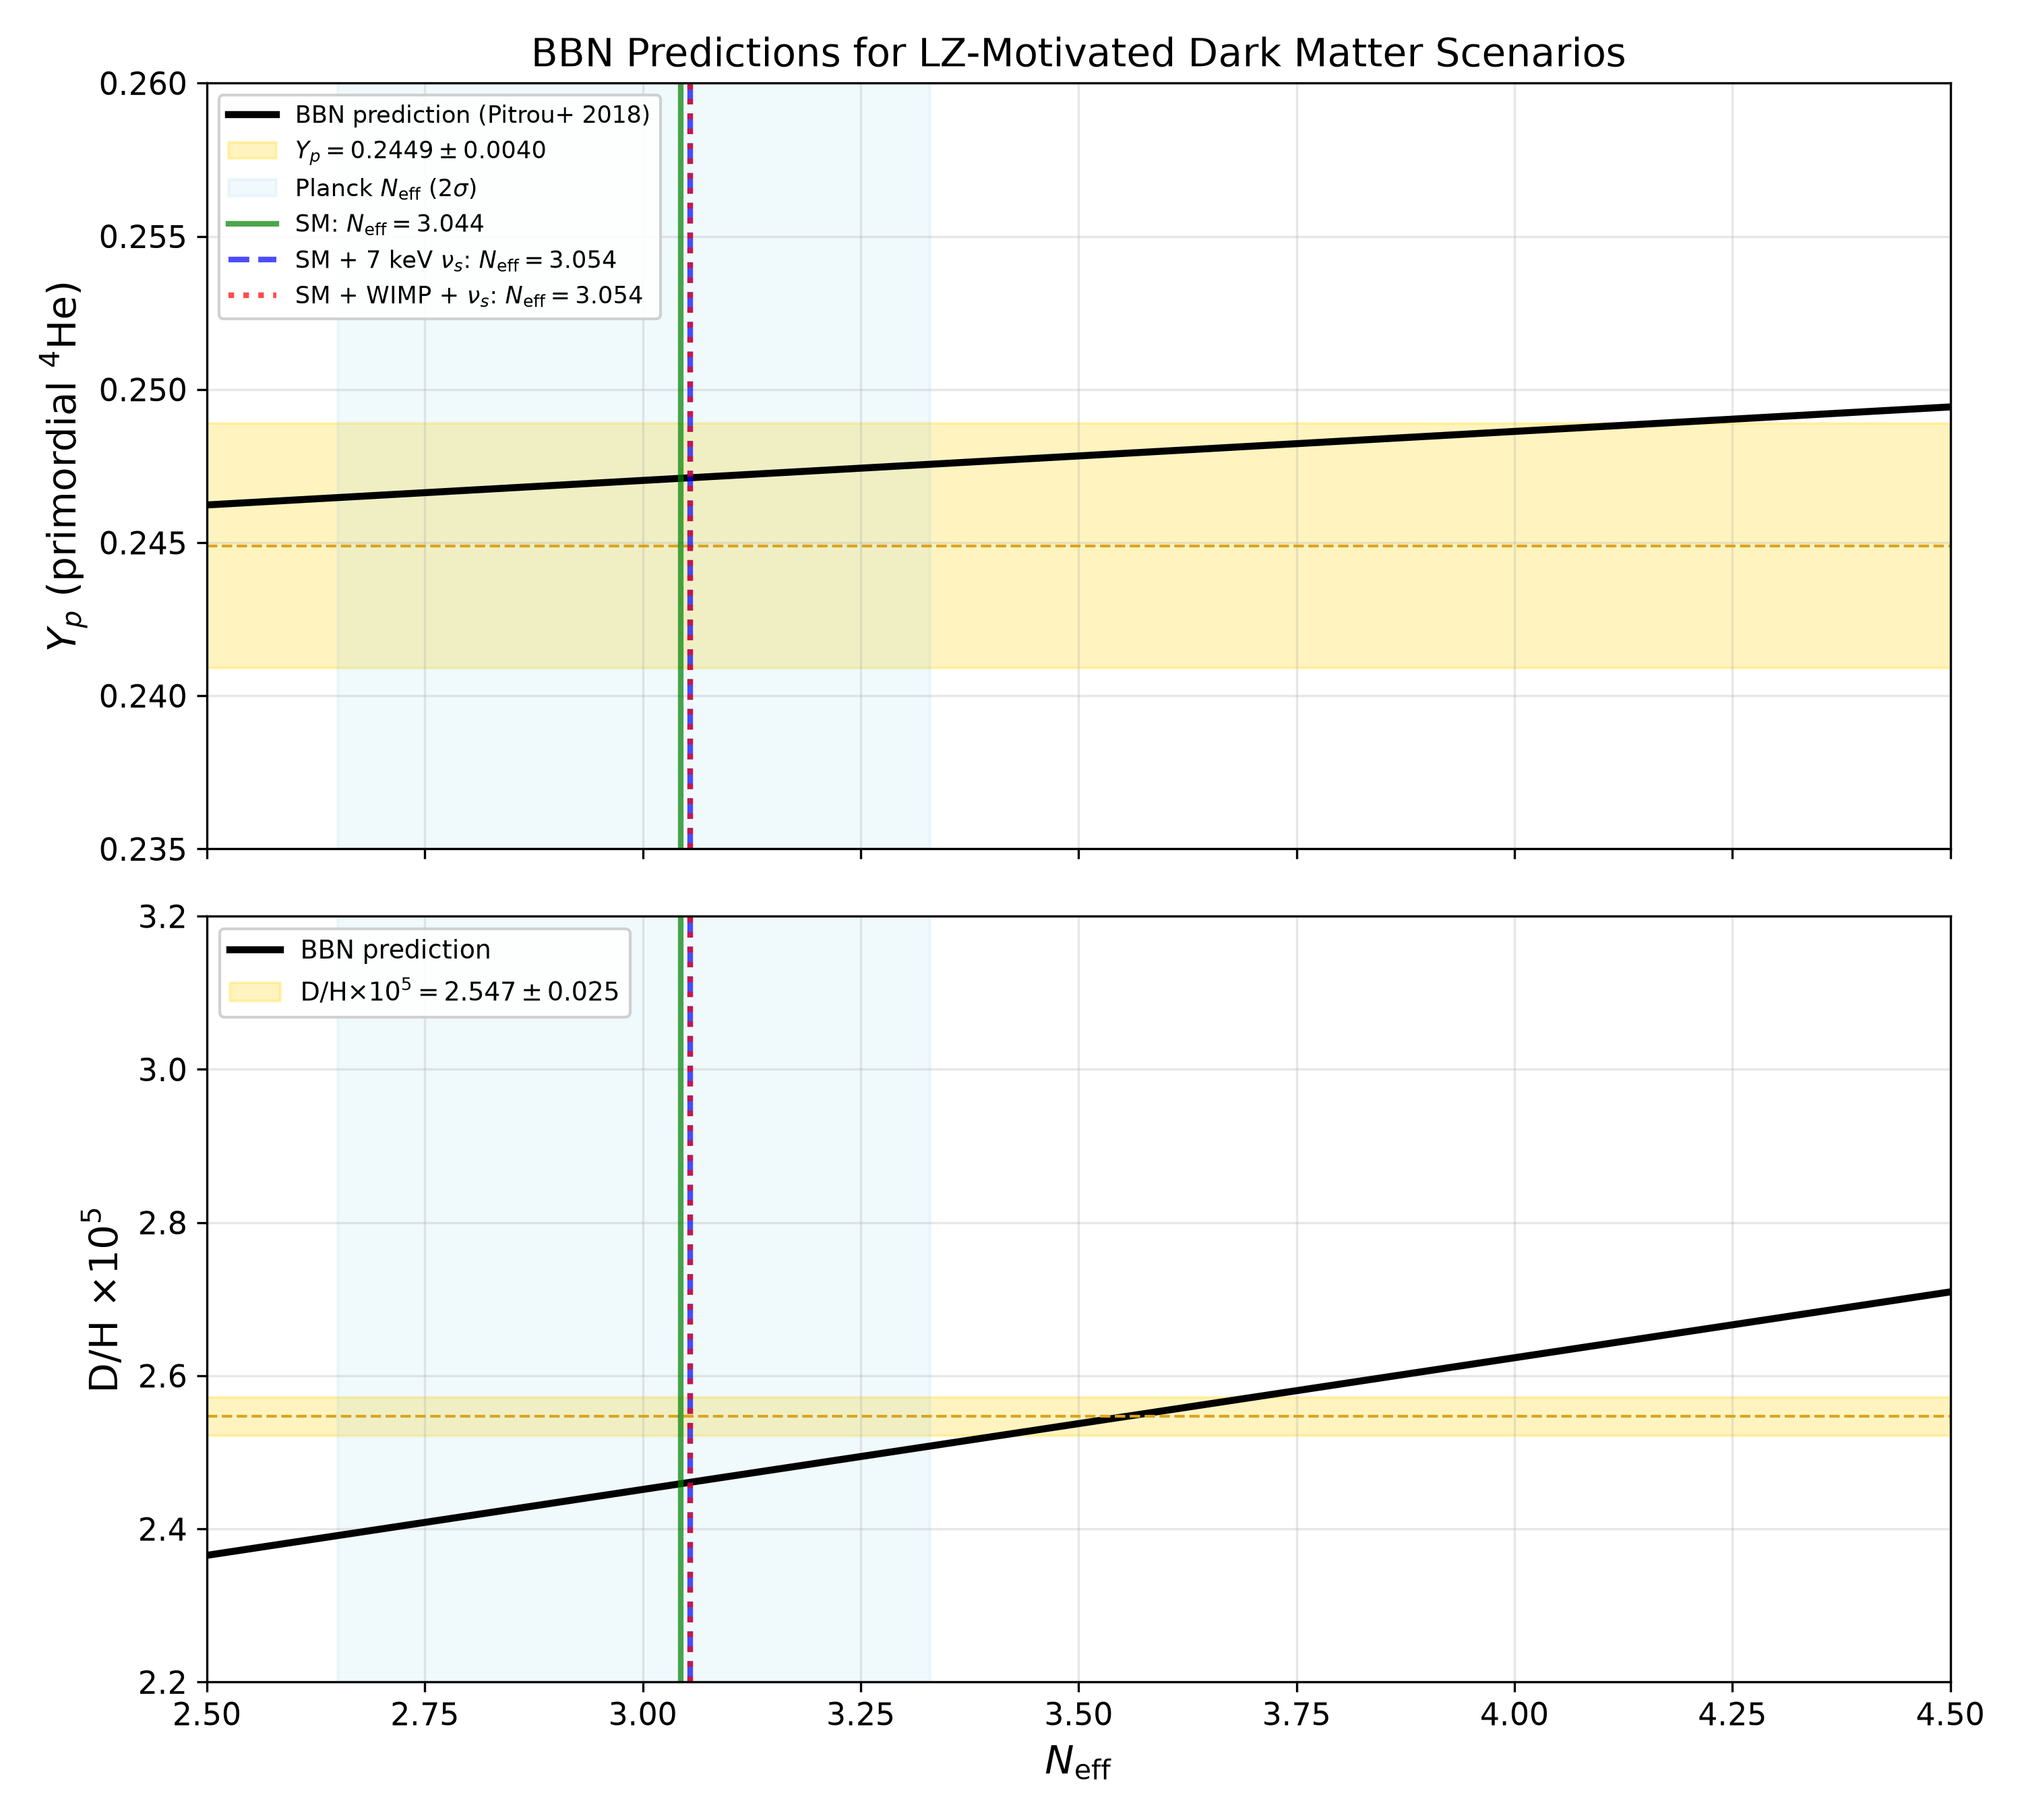 BBN Predictions for LZ-Motivated Dark Matter Scenarios
0.260
0.255
0.250
0.245
0.240
0.235
Yₚ (primordial ⁴He)
BBN prediction (Pitrou+ 2018)
Yₚ = 0.2449 ± 0.0040
Planck N_eff (2σ)
SM: N_eff = 3.044
SM + 7 keV ν_s: N_eff = 3.054
SM + WIMP + ν_s: N_eff = 3.054
3.2
3.0
2.8
2.6
2.4
2.2
D/H ×10⁵
BBN prediction
D/H×10⁵ = 2.547 ± 0.025
2.50 2.75 3.00 3.25 3.50 3.75 4.00 4.25 4.50
N_eff